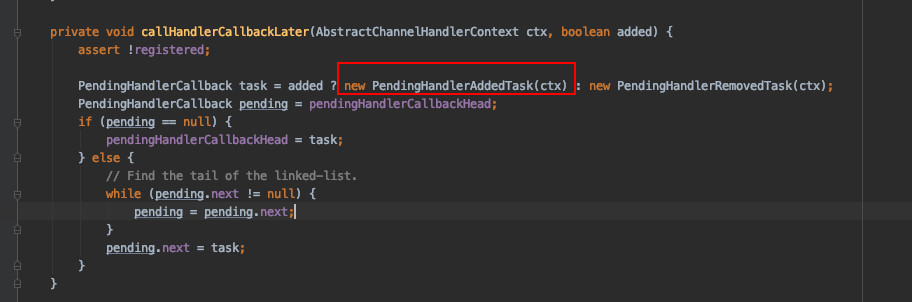 private void callHandlerCallbackLater(AbstractChannelHandlerContext ctx, boolean added) {
    assert !registered;

    PendingHandlerCallback task = added ? new PendingHandlerAddedTask(ctx) : new PendingHandlerRemovedTask(ctx);
    PendingHandlerCallback pending = pendingHandlerCallbackHead;
    if (pending == null) {
        pendingHandlerCallbackHead = task;
    } else {
        // Find the tail of the linked-list.
        while (pending.next != null) {
            pending = pending.next;
        }
        pending.next = task;
    }
}